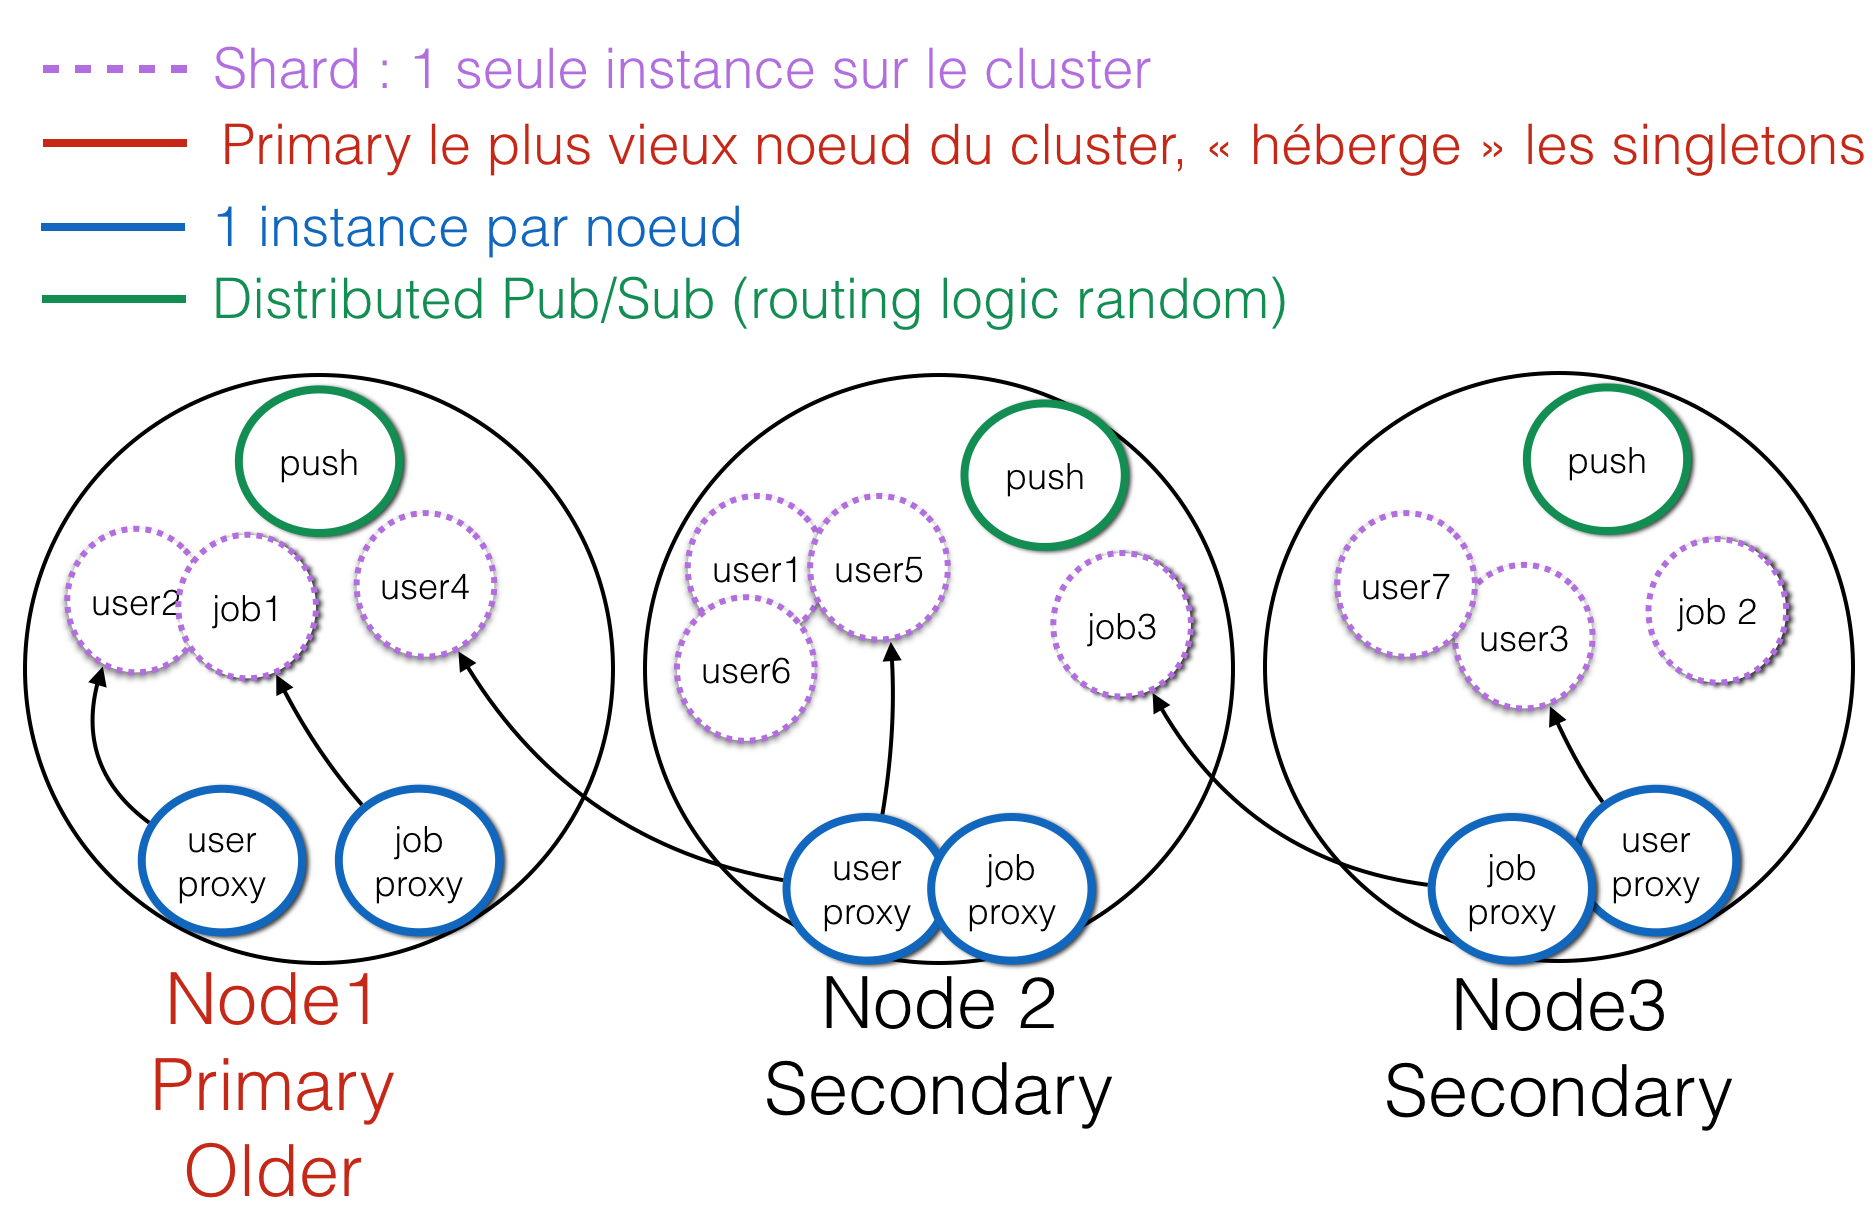 Shard : 1 seule instance sur le cluster
Primary le plus vieux noeud du cluster, « héberge » les singletons
1 instance par noeud
Distributed Pub/Sub (routing logic random)
push
user2
job1
user4
user
proxy
job
proxy
Node1
Primary
Older
push
user1
user5
user6
job3
user
proxy
job
proxy
Node 2
Secondary
push
user7
user3
job 2
job
proxy
user
proxy
Node3
Secondary